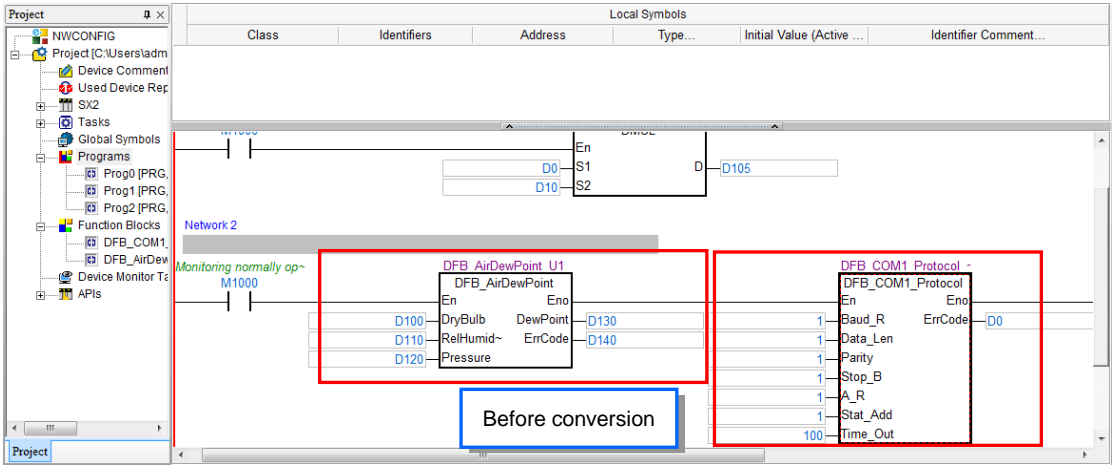 Project
NWCONFIG
Project [C:\Users\adm
Device Comment
Used Device Rep
SX2
Tasks
Global Symbols
Programs
Prog0 [PRG,
Prog1 [PRG,
Prog2 [PRG,
Function Blocks
DFB_COM1_
DFB_AirDew
Device Monitor Ta
APIs
Project
Local Symbols
Class Identifiers Address Type... Initial Value (Active ... Identifier Comment...
M1000
En
D0 S1 D D105
D10 S2
Network 2
Monitoring normally op~
M1000
DFB_AirDewPoint_U1
DFB_AirDewPoint
En Eno
D100 DryBulb DewPoint D130
D110 RelHumid~ ErrCode D140
D120 Pressure
DFB_COM1_Protocol_~
DFB_COM1_Protocol
En Eno
1 Baud_R ErrCode D0
1 Data_Len
1 Parity
1 Stop_B
1 A_R
1 Stat_Add
100 Time_Out
Before conversion